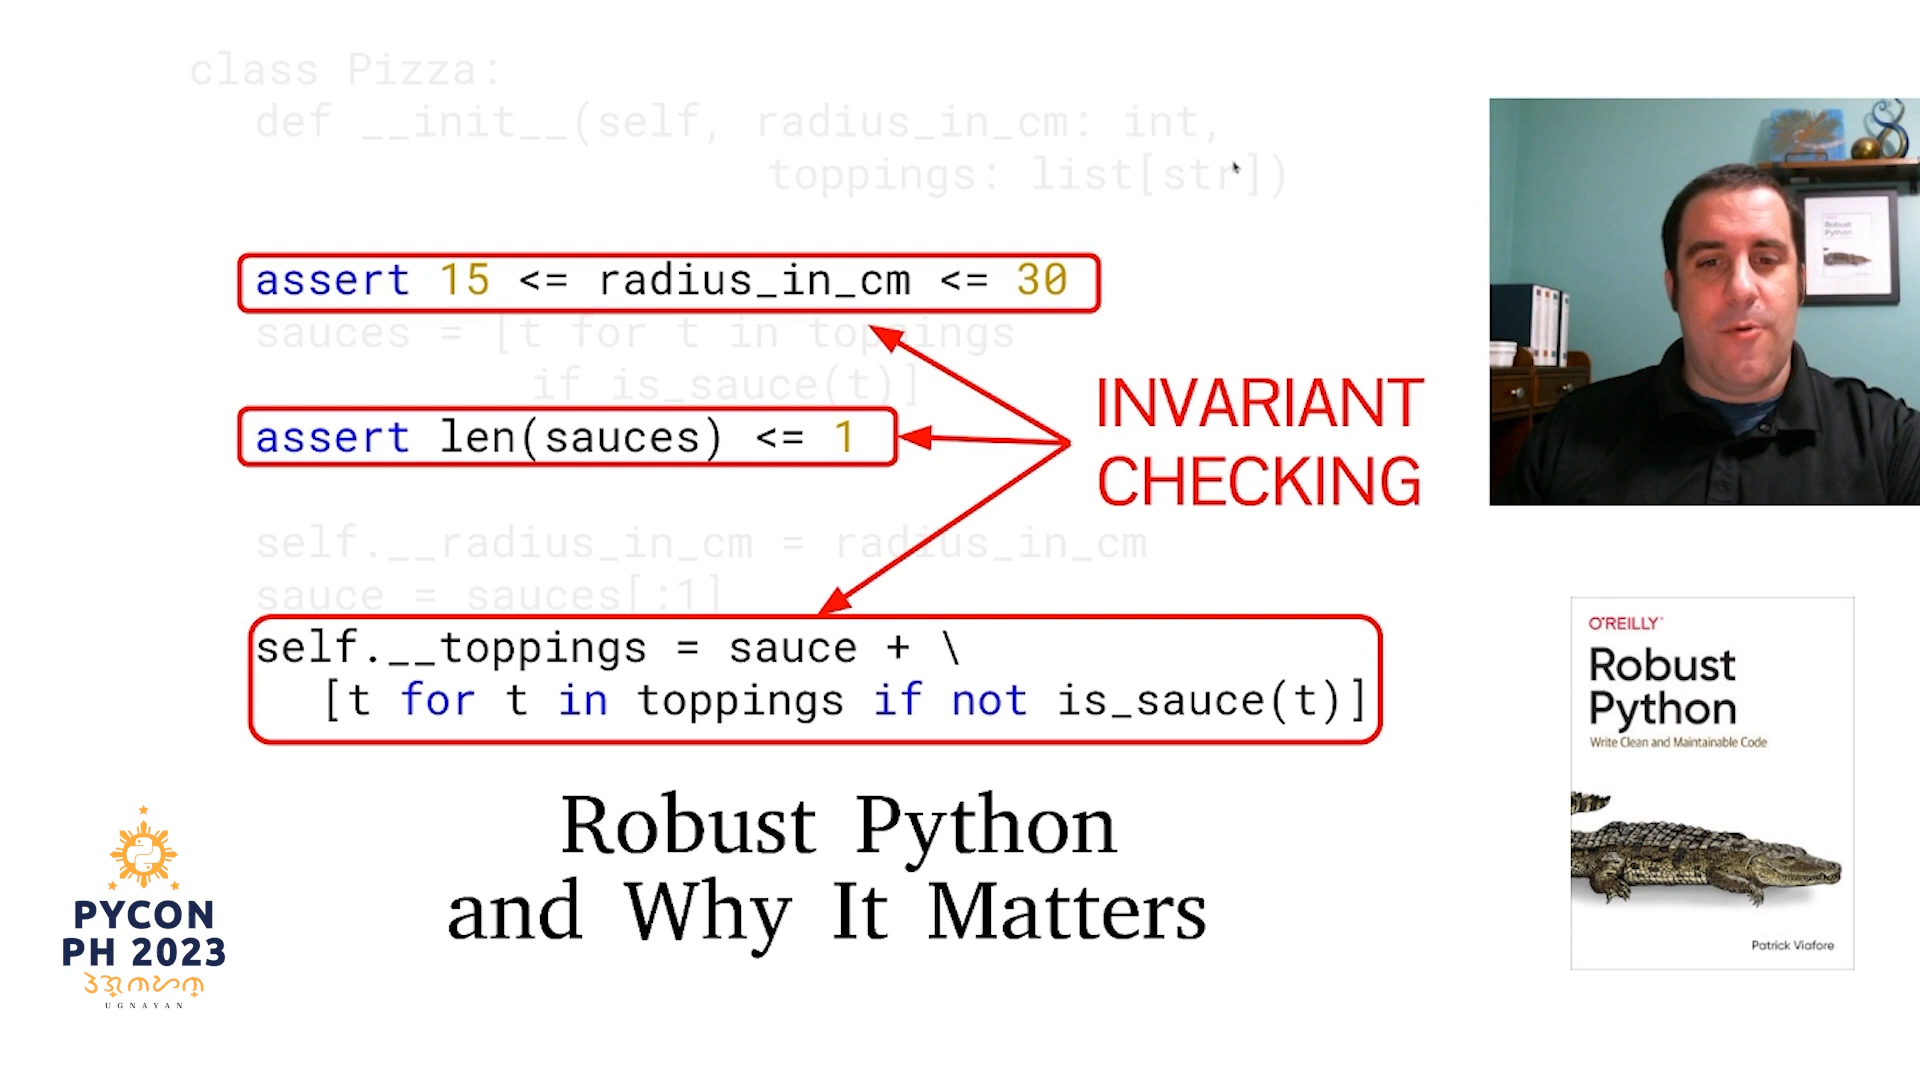 class Pizza:
def __init__(self, radius_in_cm: int,
toppings: list[str])
assert 15 <= radius_in_cm <= 30
sauces = [t for t in toppings
if is_sauce(t)]
assert len(sauces) <= 1
INVARIANT
CHECKING
self.__radius_in_cm = radius_in_cm
sauce = sauces[:1]
self.__toppings = sauce + \
[t for t in toppings if not is_sauce(t)]
Robust Python
and Why It Matters
PYCON
PH 2023
UGNAYAN
Robust
Python
O'REILLY
Robust
Python
Write Clean and Maintainable Code
Patrick Viafore